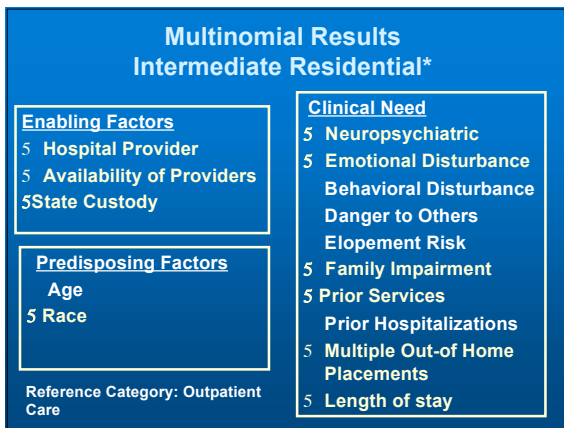 Multinomial Results
Intermediate Residential*
Enabling Factors
5 Hospital Provider
5 Availability of Providers
5State Custody
Predisposing Factors
Age
5 Race
Reference Category: Outpatient
Care
Clinical Need
5 Neuropsychiatric
5 Emotional Disturbance
Behavioral Disturbance
Danger to Others
Elopement Risk
5 Family Impairment
5 Prior Services
Prior Hospitalizations
5 Multiple Out-of Home
Placements
5 Length of stay